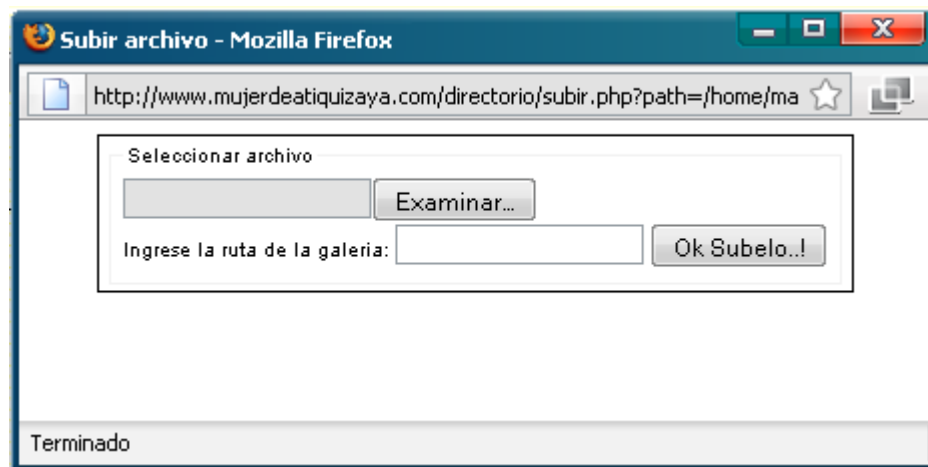 Subir archivo - Mozilla Firefox
http://www.mujerdeatiquizaya.com/directorio/subir.php?path=/home/ma
Seleccionar archivo
Examinar...
Ingrese la ruta de la galeria:
Ok Subelo..!
Terminado